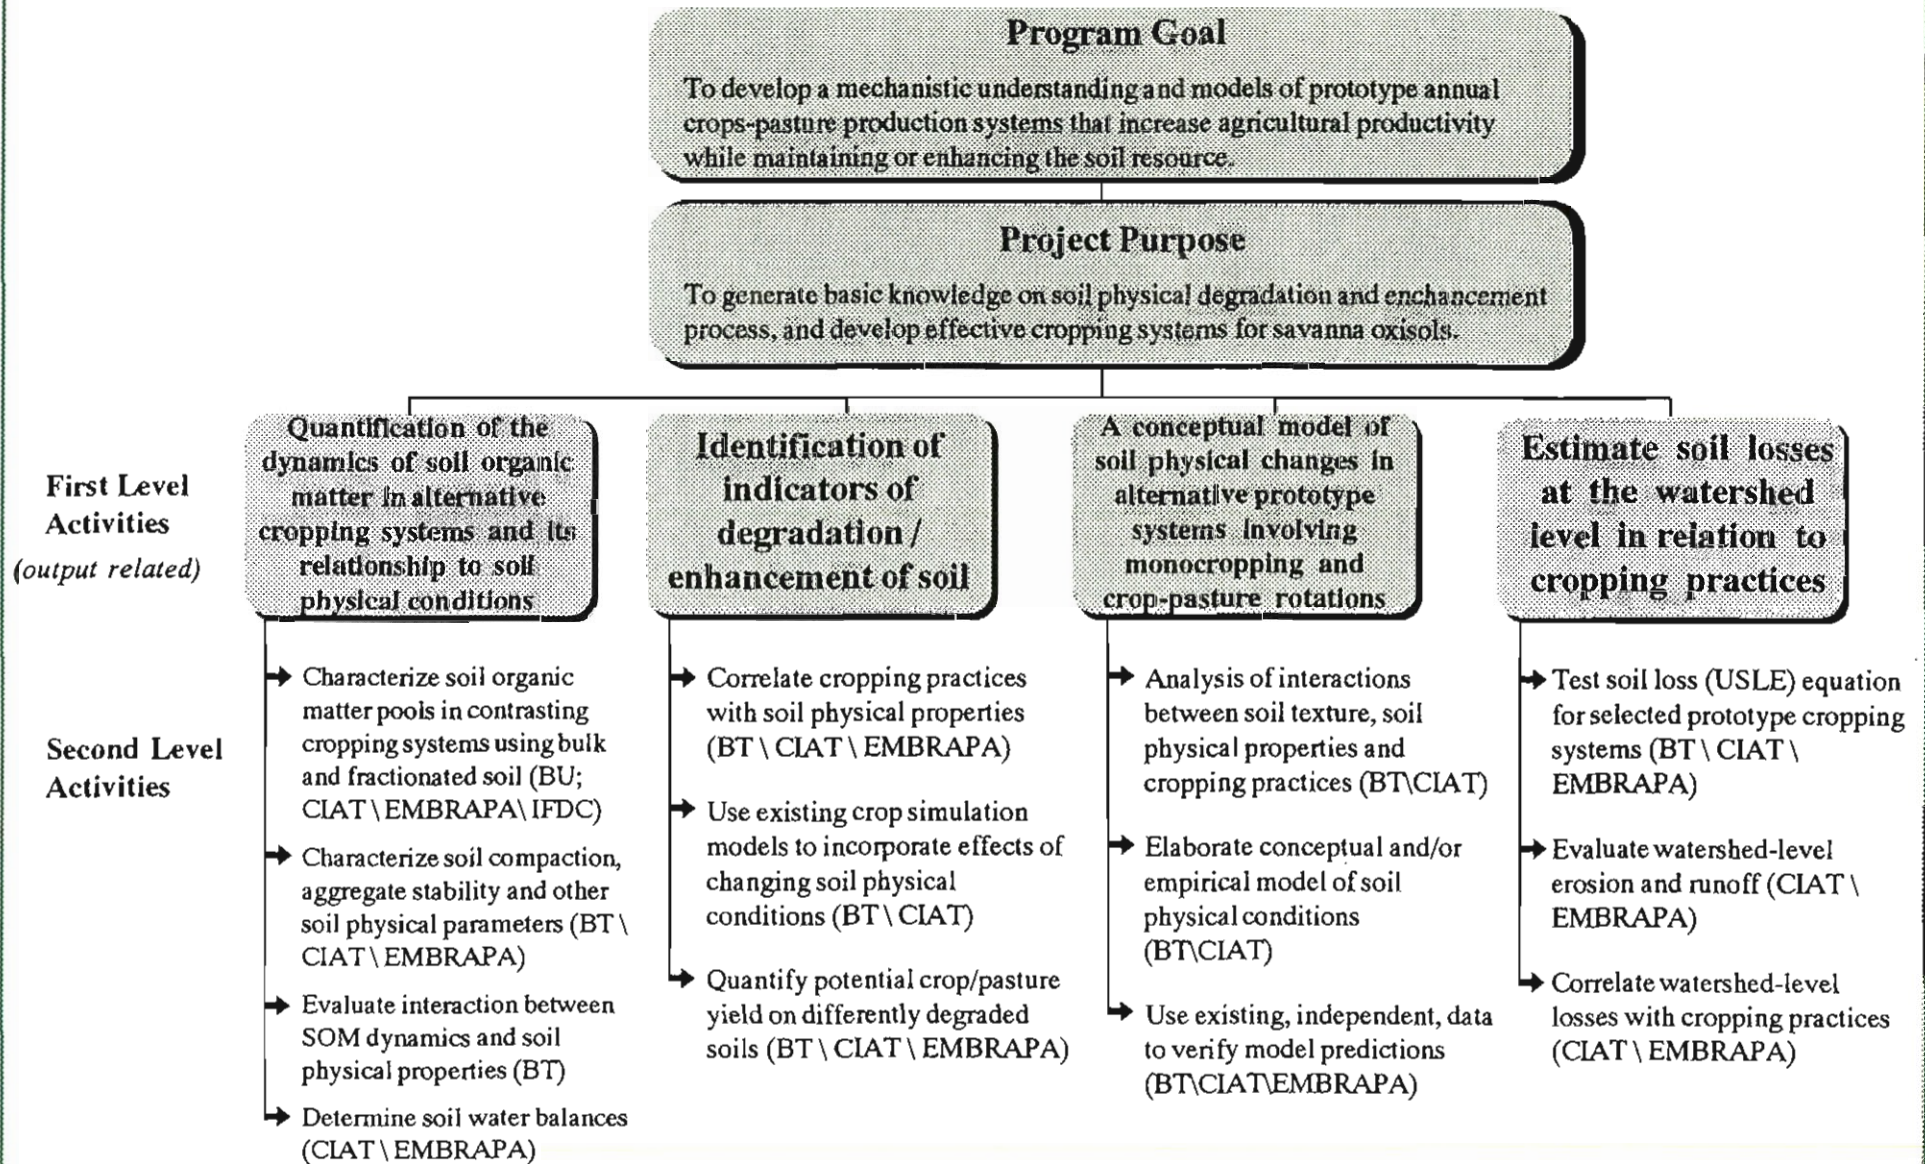 Program Goal
To develop a mechanistic understanding and models of prototype annual
crops-pasture production systems that increase agricultural productivity
while maintaining or enhancing the soil resource.
Project Purpose
To generate basic knowledge on soil physical degradation and enchancement
process, and develop effective cropping systems for savanna oxisols.
First Level
Activities
(output related)
Quantification of the
dynamics of soil organic
matter in alternative
cropping systems and its
relationship to soil
physical conditions
Identification of
indicators of
degradation /
enhancement of soil
A conceptual model of
soil physical changes in
alternative prototype
systems involving
monocropping and
crop-pasture rotations
Estimate soil losses
at the watershed
level in relation to
cropping practices
Second Level
Activities
Characterize soil organic
matter pools in contrasting
cropping systems using bulk
and fractionated soil (BU;
CIAT \ EMBRAPA \ IFDC)
Characterize soil compaction,
aggregate stability and other
soil physical parameters (BT \
CIAT \ EMBRAPA)
Evaluate interaction between
SOM dynamics and soil
physical properties (BT)
Determine soil water balances
(CIAT \ EMBRAPA)
Correlate cropping practices
with soil physical properties
(BT \ CIAT \ EMBRAPA)
Use existing crop simulation
models to incorporate effects of
changing soil physical
conditions (BT \ CIAT)
Quantify potential crop/pasture
yield on differently degraded
soils (BT \ CIAT \ EMBRAPA)
Analysis of interactions
between soil texture, soil
physical properties and
cropping practices (BT\CIAT)
Elaborate conceptual and/or
empirical model of soil
physical conditions
(BT\CIAT)
Use existing, independent, data
to verify model predictions
(BT\CIAT\EMBRAPA)
Test soil loss (USLE) equation
for selected prototype cropping
systems (BT \ CIAT \
EMBRAPA)
Evaluate watershed-level
erosion and runoff (CIAT \
EMBRAPA)
Correlate watershed-level
losses with cropping practices
(CIAT \ EMBRAPA)